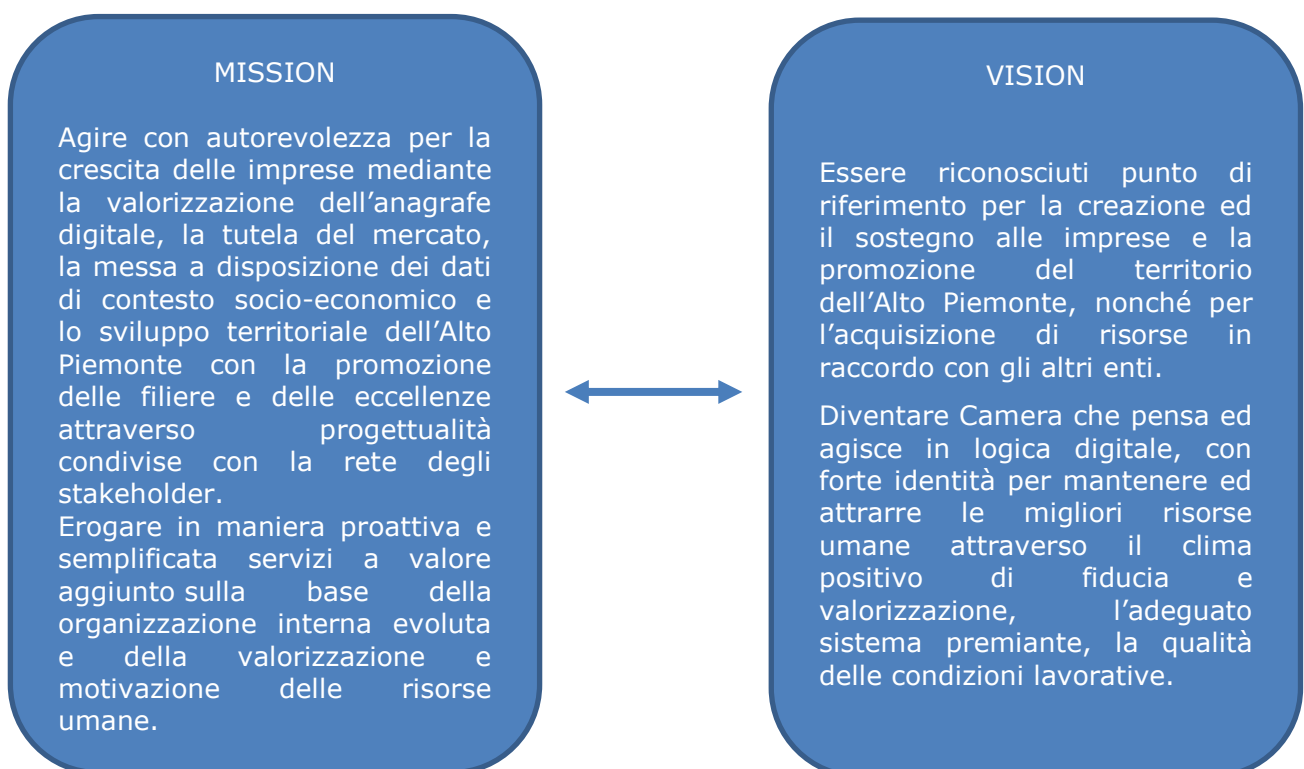 MISSION
Agire con autorevolezza per la
crescita delle imprese mediante
la valorizzazione dell’anagrafe
digitale, la tutela del mercato,
la messa a disposizione dei dati
di contesto socio-economico e
lo sviluppo territoriale dell’Alto
Piemonte con la promozione
delle filiere e delle eccellenze
attraverso progettualità
condivise con la rete degli
stakeholder.
Erogare in maniera proattiva e
semplificata servizi a valore
aggiunto sulla base della
organizzazione interna evoluta
e della valorizzazione e
motivazione delle risorse
umane.
VISION
Essere riconosciuti punto di
riferimento per la creazione ed
il sostegno alle imprese e la
promozione del territorio
dell’Alto Piemonte, nonché per
l’acquisizione di risorse in
raccordo con gli altri enti.
Diventare Camera che pensa ed
agisce in logica digitale, con
forte identità per mantenere ed
attrarre le migliori risorse
umane attraverso il clima
positivo di fiducia e
valorizzazione, l’adeguato
sistema premiante, la qualità
delle condizioni lavorative.